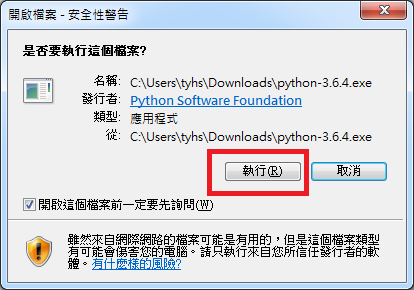 開啟檔案 - 安全性警告
是否要執行這個檔案?
名稱: C:\Users\tyhs\Downloads\python-3.6.4.exe
發行者: Python Software Foundation
類型: 應用程式
從: C:\Users\tyhs\Downloads\python-3.6.4.exe
執行(R) 取消
開啟這個檔案前一定要先詢問(W)
雖然來自網際網路的檔案可能是有用的，但是這個檔案類型
有可能會傷害您的電腦。請只執行來自您所信任發行者的軟
體。有什麼樣的風險?